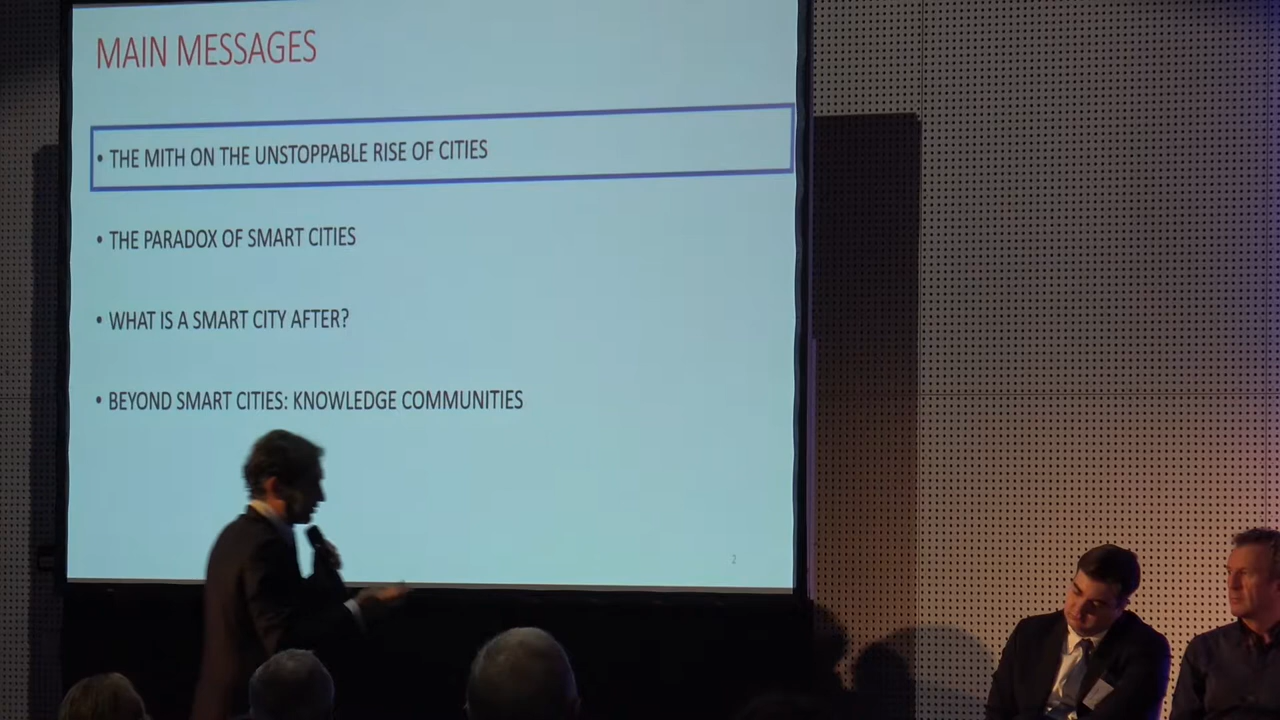 MAIN MESSAGES
• THE MITH ON THE UNSTOPPABLE RISE OF CITIES
• THE PARADOX OF SMART CITIES
• WHAT IS A SMART CITY AFTER?
• BEYOND SMART CITIES: KNOWLEDGE COMMUNITIES
2